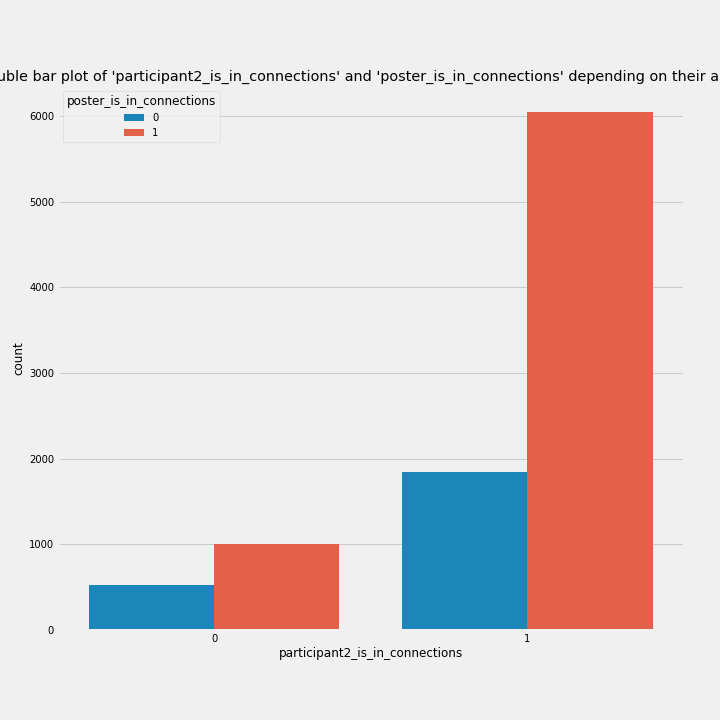 uble bar plot of 'participant2_is_in_connections' and 'poster_is_in_connections' depending on their a
poster_is_in_connections
0
1
6000
5000
4000
3000
2000
1000
0
count
0 1
participant2_is_in_connections